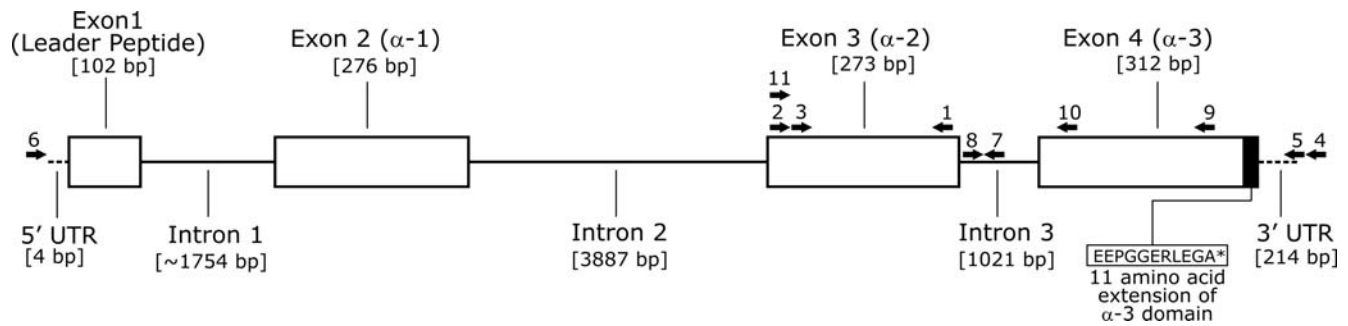 Exon1
(Leader Peptide)
[102 bp]
Exon 2 (α-1)
[276 bp]
Exon 3 (α-2)
[273 bp]
Exon 4 (α-3)
[312 bp]
6
11
2 3
1
8 7
10
9
5 4
5′ UTR
[4 bp]
Intron 1
[~1754 bp]
Intron 2
[3887 bp]
Intron 3
[1021 bp]
EEPGGERLEGA*
11 amino acid
extension of
α-3 domain
3′ UTR
[214 bp]